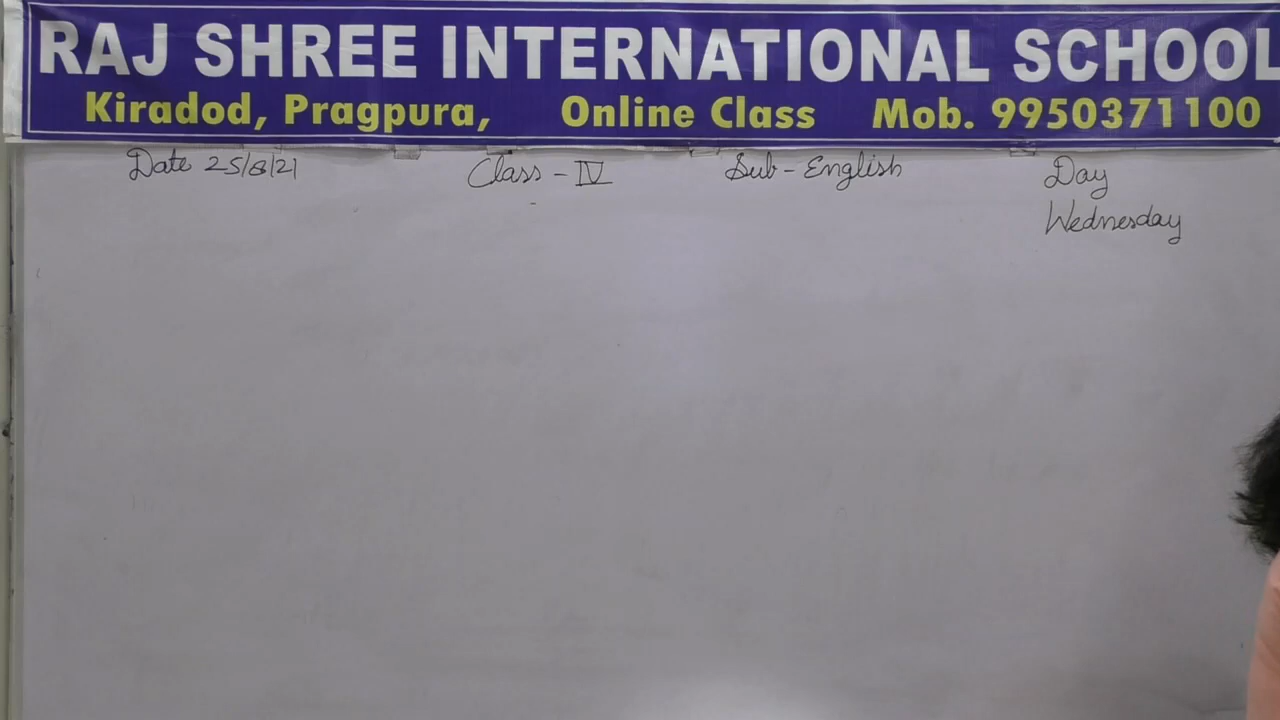 RAJ SHREE INTERNATIONAL SCHOOL
Kiradod, Pragpura, Online Class Mob. 9950371100
Date 25/8/21 Class - IV Sub - English Day
Wednesday